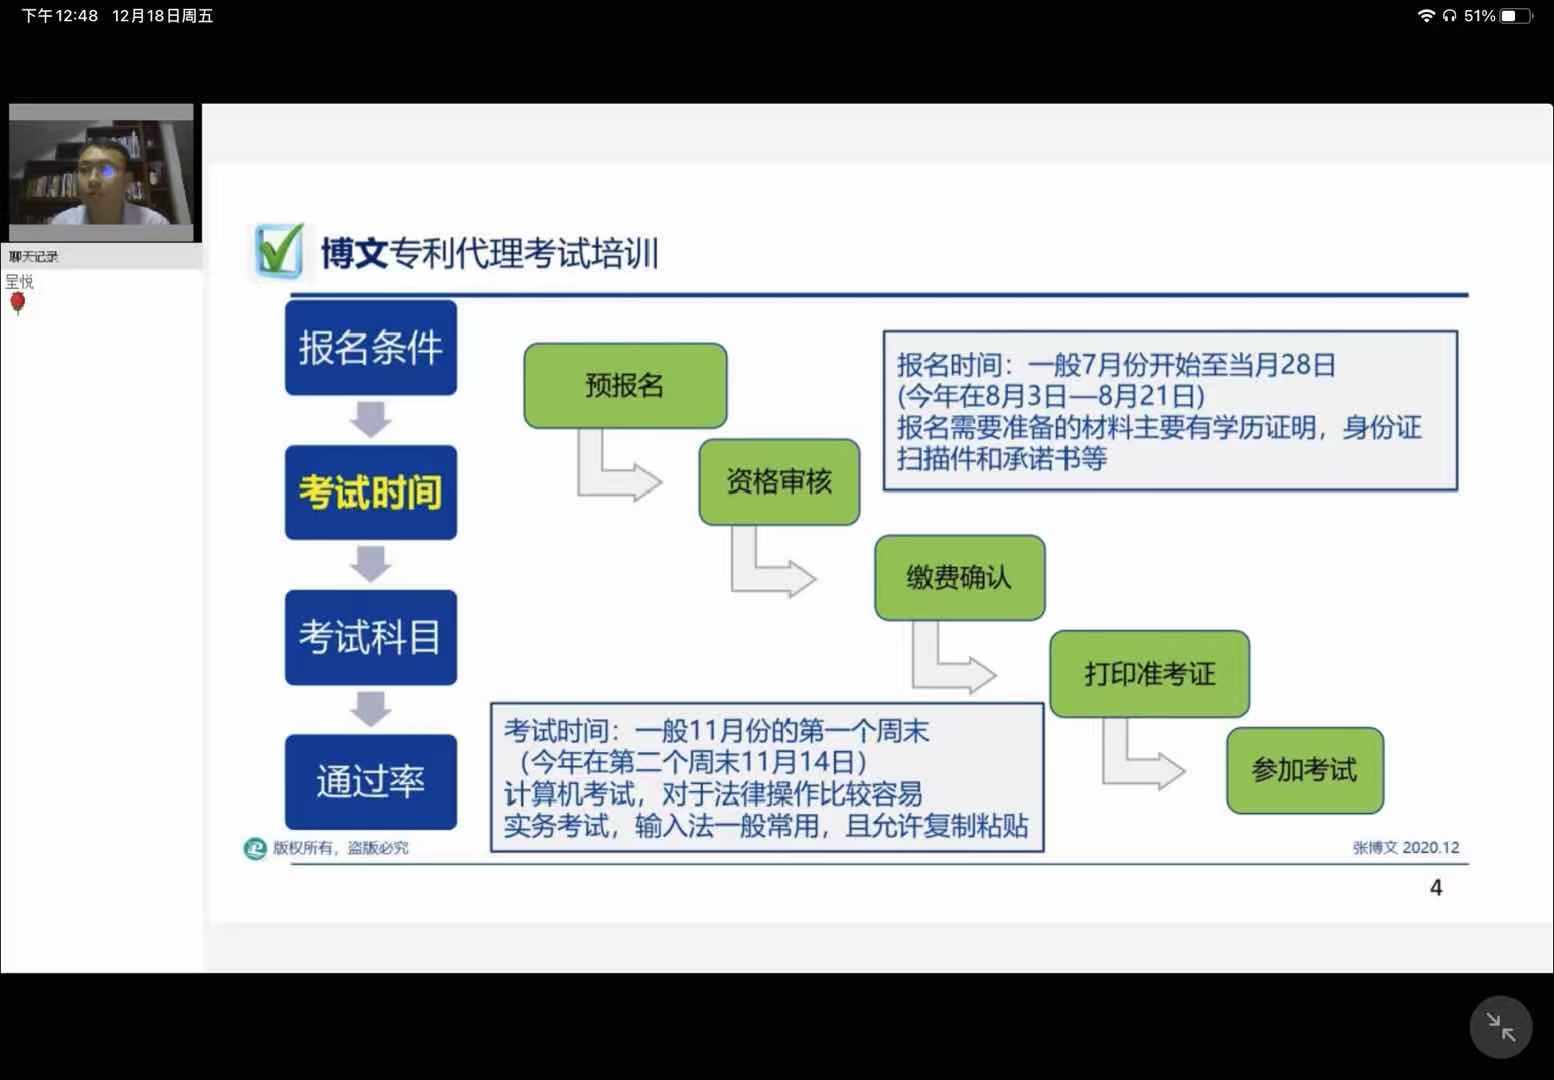 下午12:48 12月18日周五
51%
聊天记录
呈悦
博文专利代理考试培训
报名条件
考试时间
考试科目
通过率
预报名
资格审核
缴费确认
打印准考证
参加考试
报名时间：一般7月份开始至当月28日
(今年在8月3日—8月21日)
报名需要准备的材料主要有学历证明，身份证
扫描件和承诺书等
考试时间：一般11月份的第一个周末
（今年在第二个周末11月14日）
计算机考试，对于法律操作比较容易
实务考试，输入法一般常用，且允许复制粘贴
版权所有，盗版必究
张博文 2020.12
4